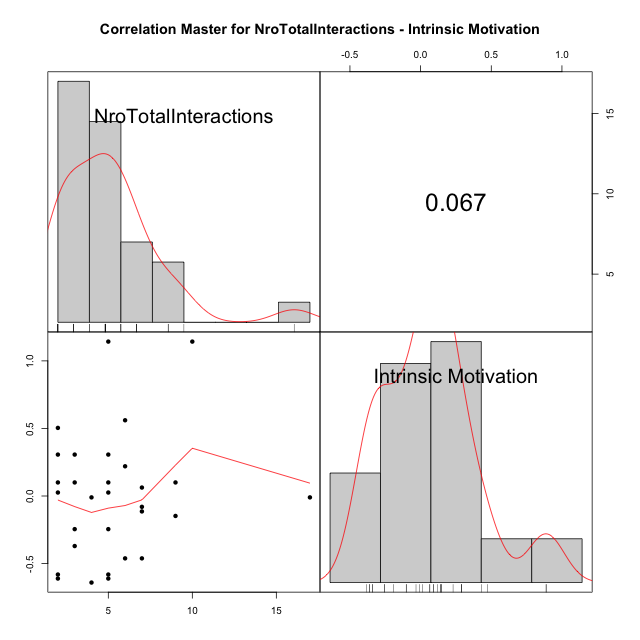 Correlation Master for NroTotalInteractions - Intrinsic Motivation
-0.5 0.0 0.5 1.0
NroTotalInteractions
0.067
15
10
5
Intrinsic Motivation
1.0
0.5
0.0
-0.5
5 10 15